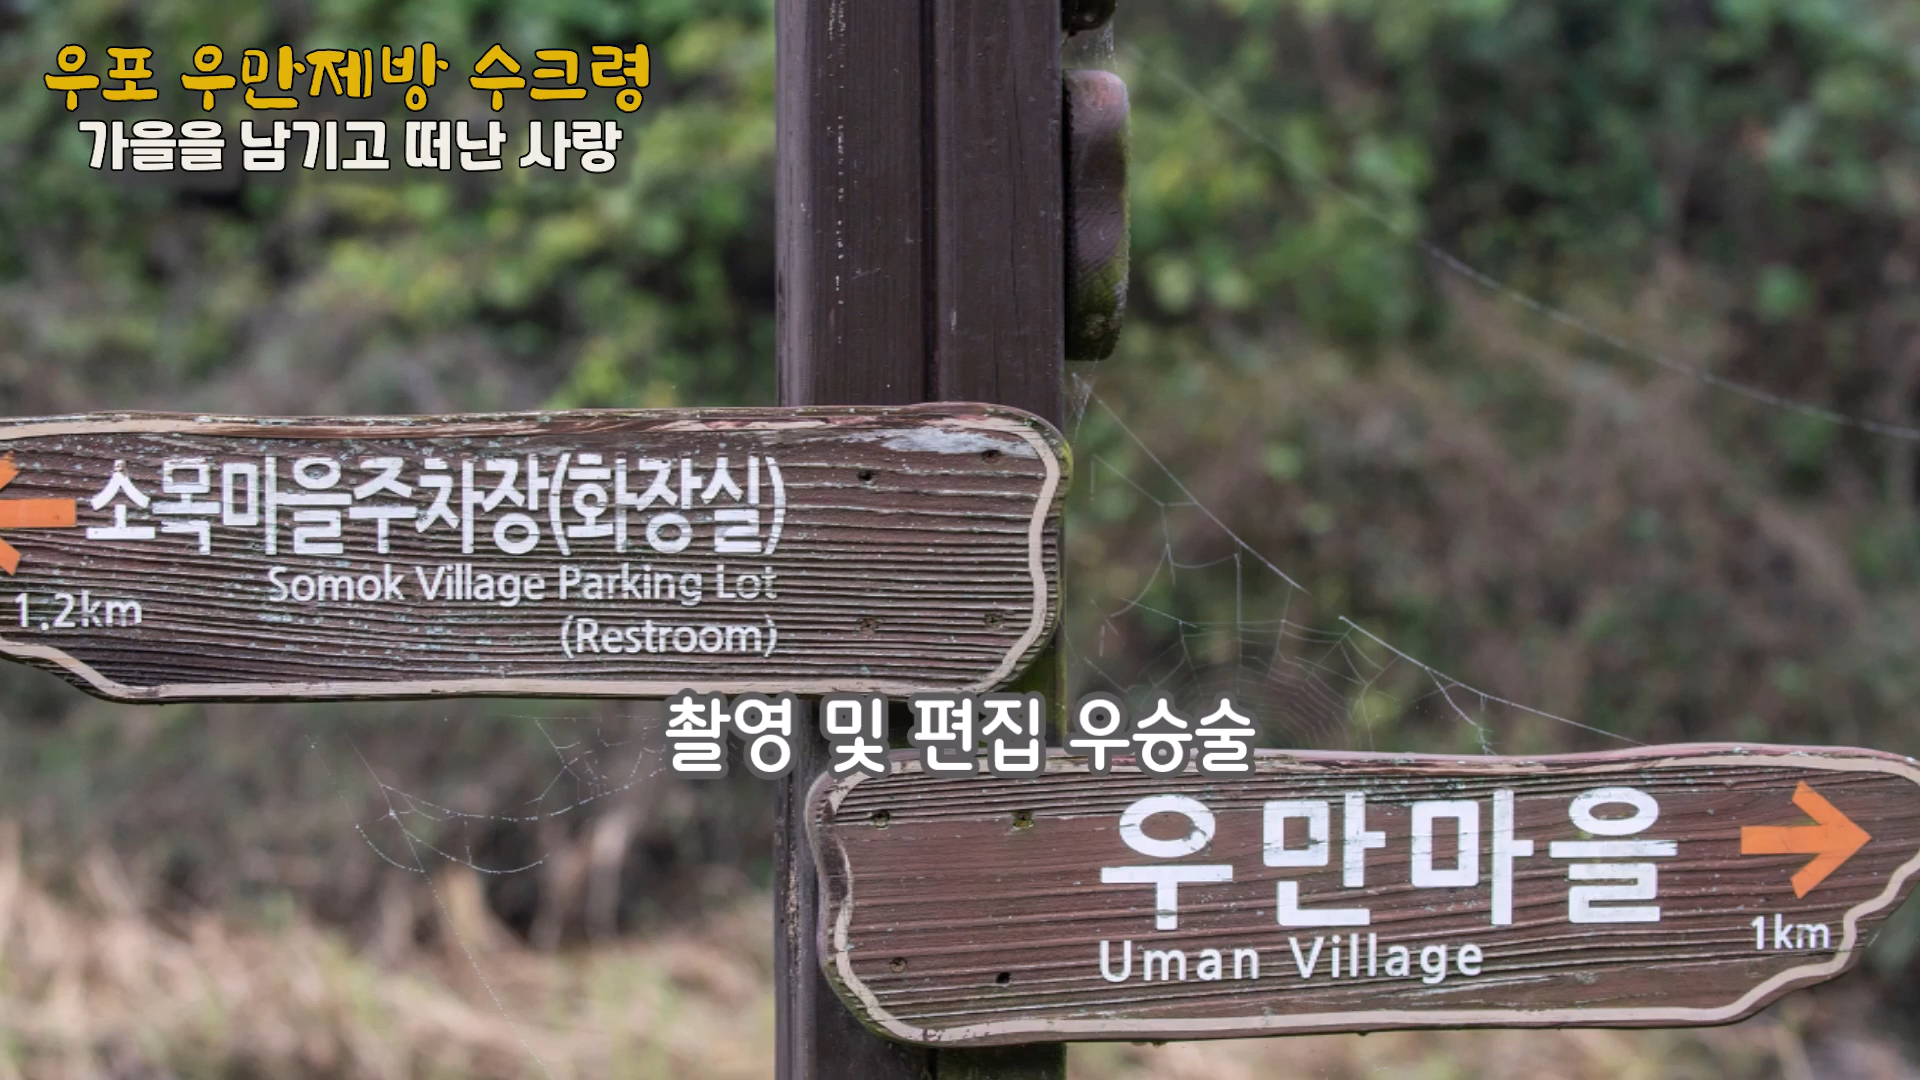 우포 우만제방 수크령
가을을 남기고 떠난 사랑
소목마을주차장(화장실)
Somok Village Parking Lot
1.2km
(Restroom)
촬영 및 편집 우승술
우만마을
1km
Uman Village